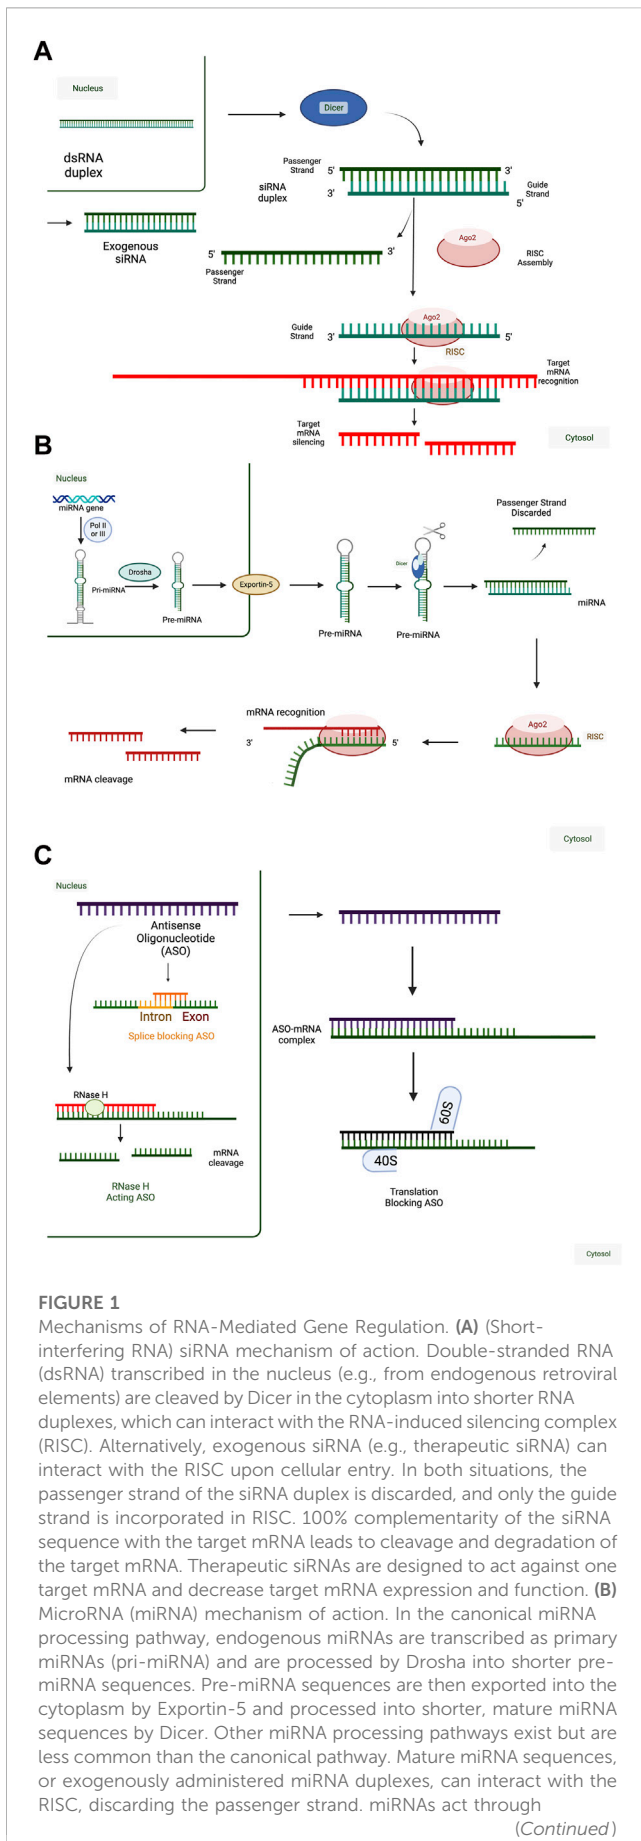 A
Nucleus
dsRNA
duplex
Dicer
Passenger
Strand
5'
3'
siRNA
duplex
3'
Guide
Strand
5'
Exogenous
siRNA
5'
3'
Passenger
Strand
Ago2
RISC
Assembly
Guide
Strand
3'
Ago2
5'
RISC
Target
mRNA
recognition
Target
mRNA
silencing
Cytosol
B
Nucleus
miRNA gene
Pol II
or III
Pri-miRNA
Drosha
Pre-miRNA
Exportin-5
Pre-miRNA
Dicer
Pre-miRNA
Passenger Strand
Discarded
miRNA
Ago2
RISC
mRNA recognition
3'
5'
mRNA cleavage
Cytosol
C
Nucleus
Antisense
Oligonucleotide
(ASO)
Intron Exon
Splice blocking ASO
RNase H
mRNA
cleavage
RNase H
Acting ASO
ASO-mRNA
complex
60S
40S
Translation
Blocking ASO
Cytosol
FIGURE 1
Mechanisms of RNA-Mediated Gene Regulation. (A) (Short-
interfering RNA) siRNA mechanism of action. Double-stranded RNA
(dsRNA) transcribed in the nucleus (e.g., from endogenous retroviral
elements) are cleaved by Dicer in the cytoplasm into shorter RNA
duplexes, which can interact with the RNA-induced silencing complex
(RISC). Alternatively, exogenous siRNA (e.g., therapeutic siRNA) can
interact with the RISC upon cellular entry. In both situations, the
passenger strand of the siRNA duplex is discarded, and only the guide
strand is incorporated in RISC. 100% complementarity of the siRNA
sequence with the target mRNA leads to cleavage and degradation of
the target mRNA. Therapeutic siRNAs are designed to act against one
target mRNA and decrease target mRNA expression and function. (B)
MicroRNA (miRNA) mechanism of action. In the canonical miRNA
processing pathway, endogenous miRNAs are transcribed as primary
miRNAs (pri-miRNA) and are processed by Drosha into shorter pre-
miRNA sequences. Pre-miRNA sequences are then exported into the
cytoplasm by Exportin-5 and processed into shorter, mature miRNA
sequences by Dicer. Other miRNA processing pathways exist but are
less common than the canonical pathway. Mature miRNA sequences,
or exogenously administered miRNA duplexes, can interact with the
RISC, discarding the passenger strand. miRNAs act through
(Continued)